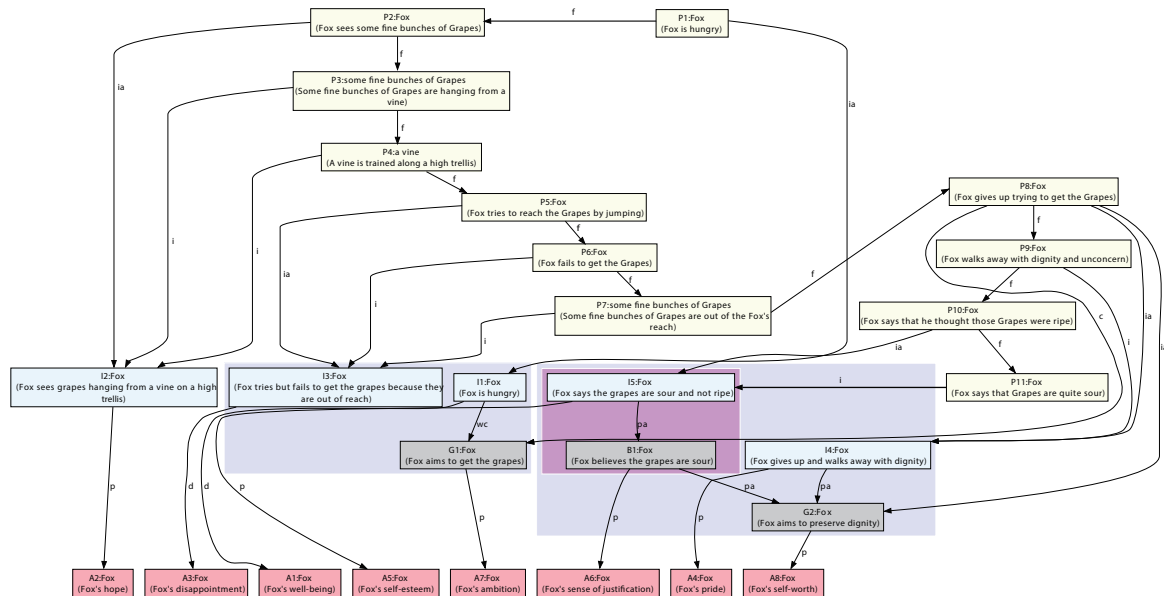 f
P2:Fox
(Fox sees some fine bunches of Grapes)
P1:Fox
(Fox is hungry)
f
ia
P3:some fine bunches of Grapes
(Some fine bunches of Grapes are hanging from a
vine)
ia
f
P4:a vine
(A vine is trained along a high trellis)
f
P8:Fox
(Fox gives up trying to get the Grapes)
P5:Fox
(Fox tries to reach the Grapes by jumping)
f
f
i
i
P6:Fox
(Fox fails to get the Grapes)
P9:Fox
(Fox walks away with dignity and unconcern)
ia
f
f
f
i
P7:some fine bunches of Grapes
(Some fine bunches of Grapes are out of the Fox's
reach)
P10:Fox
(Fox says that he thought those Grapes were ripe)
c
ia
i
i
ia
f
I2:Fox
(Fox sees grapes hanging from a vine on a high
trellis)
I3:Fox
(Fox tries but fails to get the grapes because they
are out of reach)
I1:Fox
(Fox is hungry)
I5:Fox
(Fox says the grapes are sour and not ripe)
i
P11:Fox
(Fox says that Grapes are quite sour)
wc
pa
G1:Fox
(Fox aims to get the grapes)
B1:Fox
(Fox believes the grapes are sour)
I4:Fox
(Fox gives up and walks away with dignity)
p
d
d
p
pa
pa
G2:Fox
(Fox aims to preserve dignity)
p
p
p
p
A2:Fox
(Fox's hope)
A3:Fox
(Fox's disappointment)
A1:Fox
(Fox's well-being)
A5:Fox
(Fox's self-esteem)
A7:Fox
(Fox's ambition)
A6:Fox
(Fox's sense of justification)
A4:Fox
(Fox's pride)
A8:Fox
(Fox's self-worth)